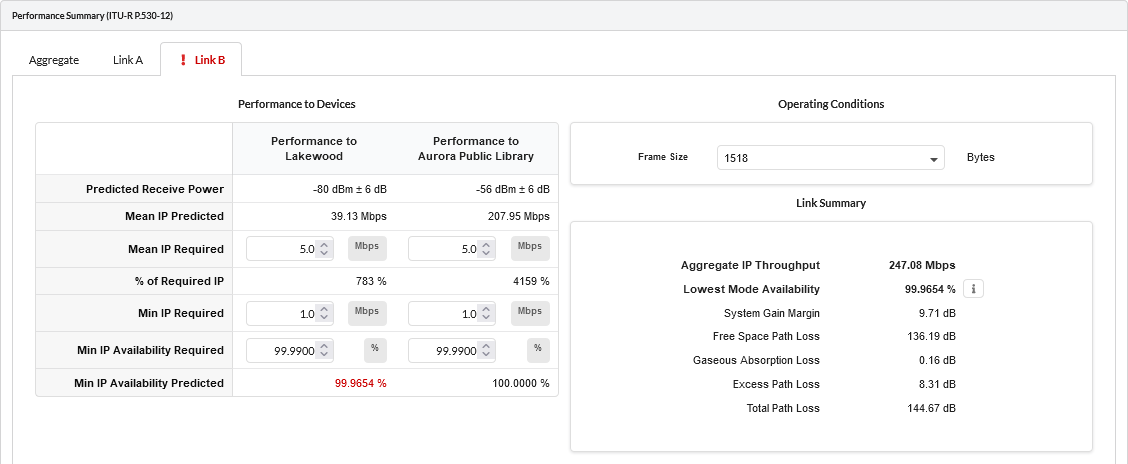 Performance Summary (ITU-R P.530-12)
Aggregate Link A ! Link B
Performance to Devices
Performance to Lakewood Performance to Aurora Public Library
Predicted Receive Power -80 dBm ± 6 dB -56 dBm ± 6 dB
Mean IP Predicted 39.13 Mbps 207.95 Mbps
Mean IP Required 5.0 Mbps 5.0 Mbps
% of Required IP 783 % 4159 %
Min IP Required 1.0 Mbps 1.0 Mbps
Min IP Availability Required 99.9900 % 99.9900 %
Min IP Availability Predicted 99.9654 % 100.0000 %
Operating Conditions
Frame Size 1518 Bytes
Link Summary
Aggregate IP Throughput 247.08 Mbps
Lowest Mode Availability 99.9654 % i
System Gain Margin 9.71 dB
Free Space Path Loss 136.19 dB
Gaseous Absorption Loss 0.16 dB
Excess Path Loss 8.31 dB
Total Path Loss 144.67 dB